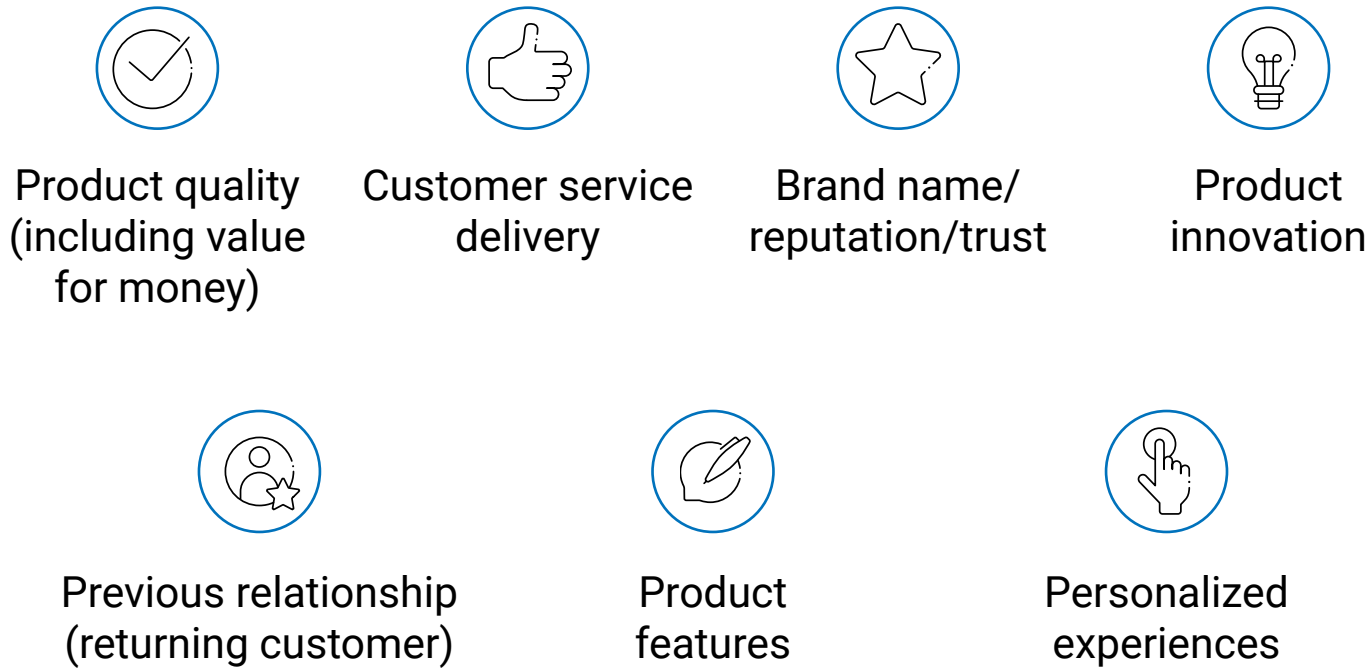 Product quality
(including value
for money)
Customer service
delivery
Brand name/
reputation/trust
Product
innovation
Previous relationship
(returning customer)
Product
features
Personalized
experiences